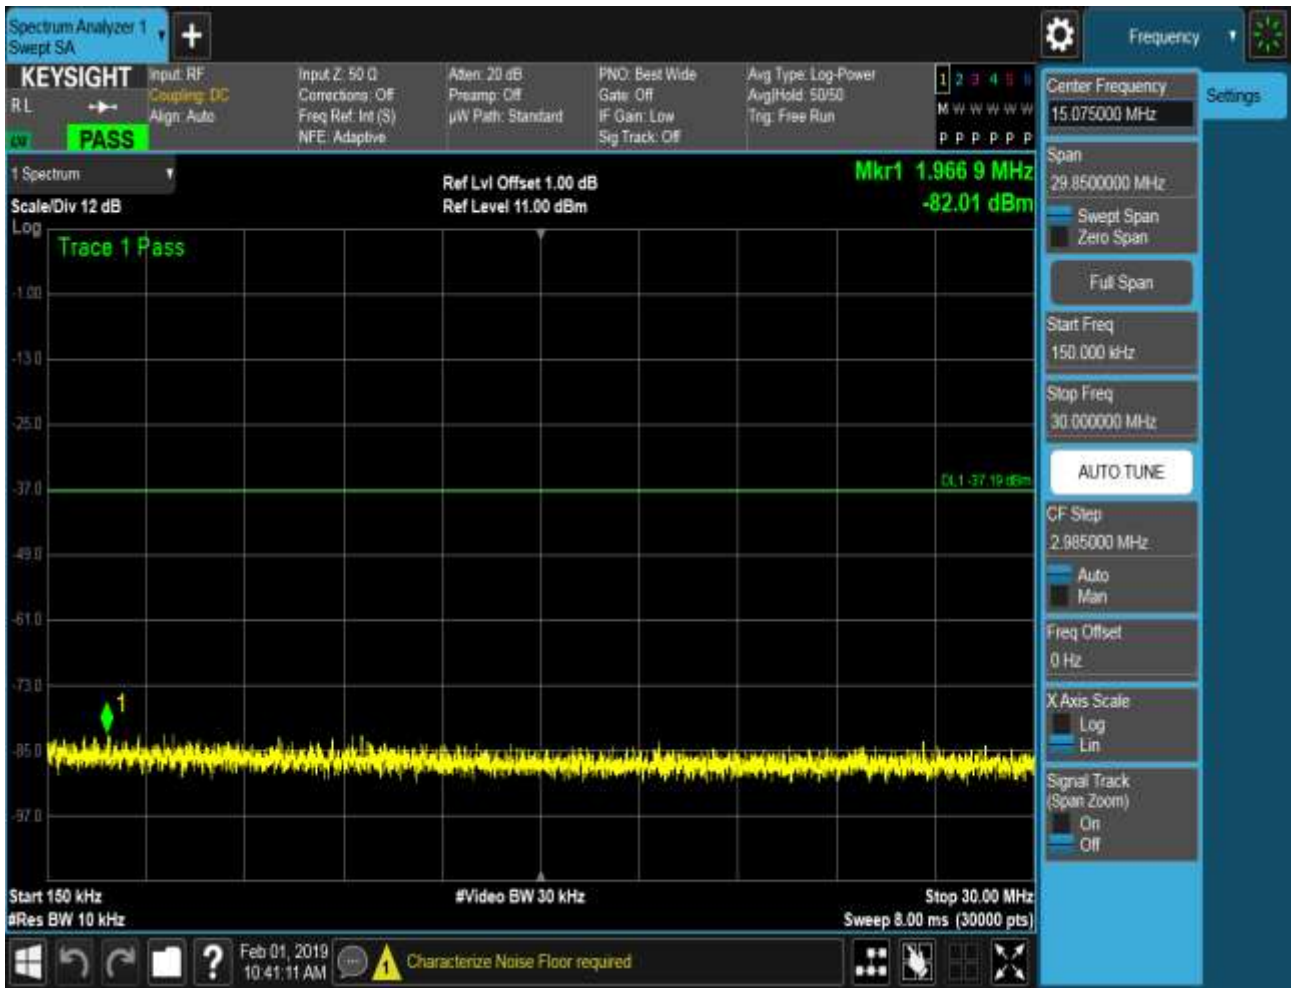 Spectrum Analyzer 1
Swept SA
Frequency
KEYSIGHT
RL
PASS
Input: RF
Coupling: DC
Align: Auto
Input Z: 50 Ω
Corrections: Off
Freq Ref: Int (S)
NFE: Adaptive
Atten: 20 dB
Preamp: Off
µW Path: Standard
PNO: Best Wide
Gate: Off
IF Gain: Low
Sig Track: Off
Avg Type: Log-Power
Avg|Hold: 50/50
Trig: Free Run
1 2 3 4 5 6
M W W W W W
P P P P P P
1 Spectrum
Scale/Div 12 dB
Ref Lvl Offset 1.00 dB
Ref Level 11.00 dBm
Mkr1 1.966 9 MHz
-82.01 dBm
Log
Trace 1 Pass
-1.00
-13.0
-25.0
-37.0
DL1 -37.19 dBm
-49.0
-61.0
-73.0
1
-85.0
-97.0
Start 150 kHz
#Video BW 30 kHz
Stop 30.00 MHz
#Res BW 10 kHz
Sweep 8.00 ms (30000 pts)
?
Feb 01, 2019
10:41:11 AM
Characterize Noise Floor required
Center Frequency
15.075000 MHz
Settings
Span
29.8500000 MHz
Swept Span
Zero Span
Full Span
Start Freq
150.000 kHz
Stop Freq
30.000000 MHz
AUTO TUNE
CF Step
2.985000 MHz
Auto
Man
Freq Offset
0 Hz
X Axis Scale
Log
Lin
Signal Track
(Span Zoom)
On
Off